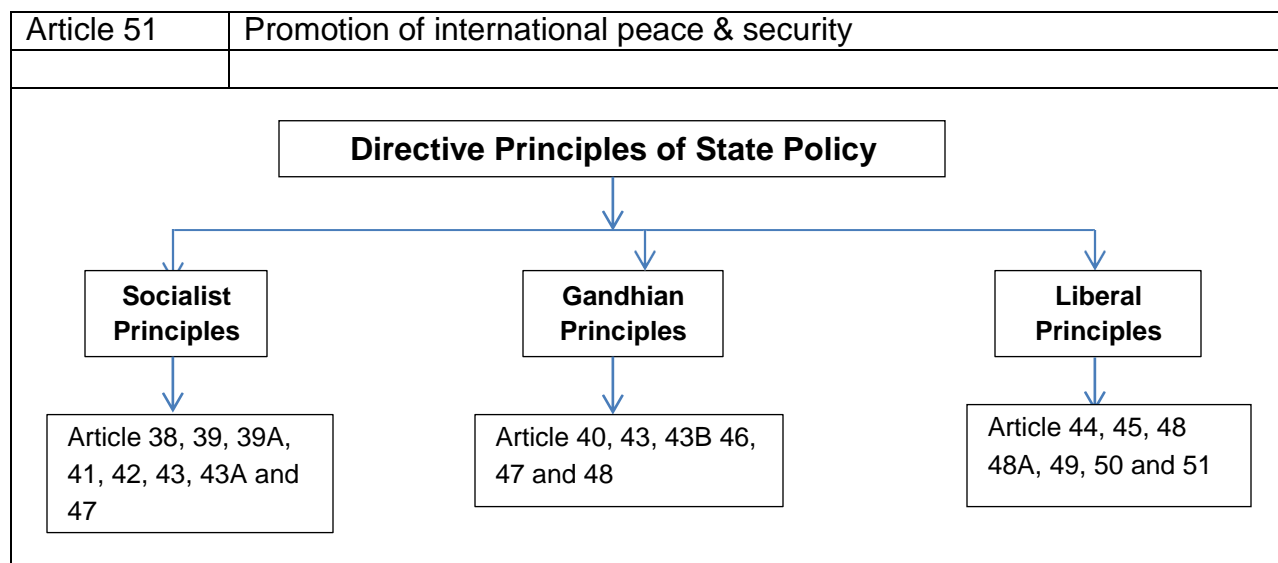 Article 51 Promotion of international peace & security
Directive Principles of State Policy
Socialist
Principles
Gandhian
Principles
Liberal
Principles
Article 38, 39, 39A,
41, 42, 43, 43A and
47
Article 40, 43, 43B 46,
47 and 48
Article 44, 45, 48
48A, 49, 50 and 51